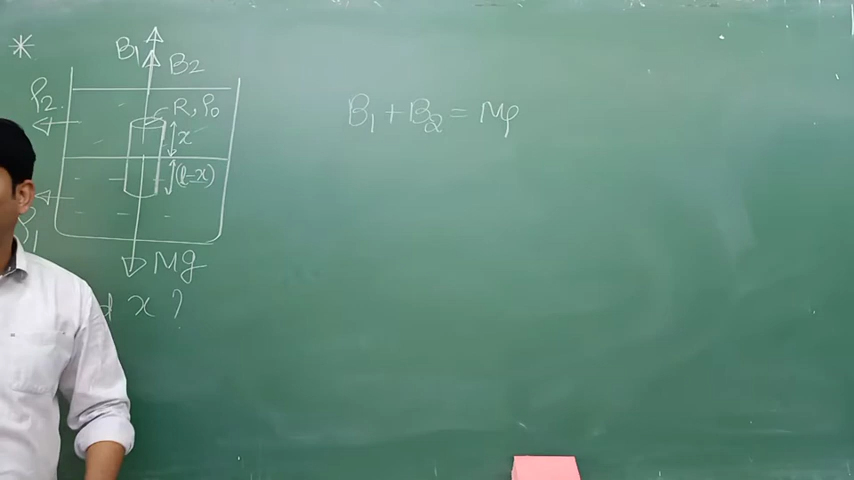 *
B₁ B₂
ρ₂
R, ρ₀
x
(l-x)
ρ₁
Mg
d x ?
B₁ + B₂ = Mg